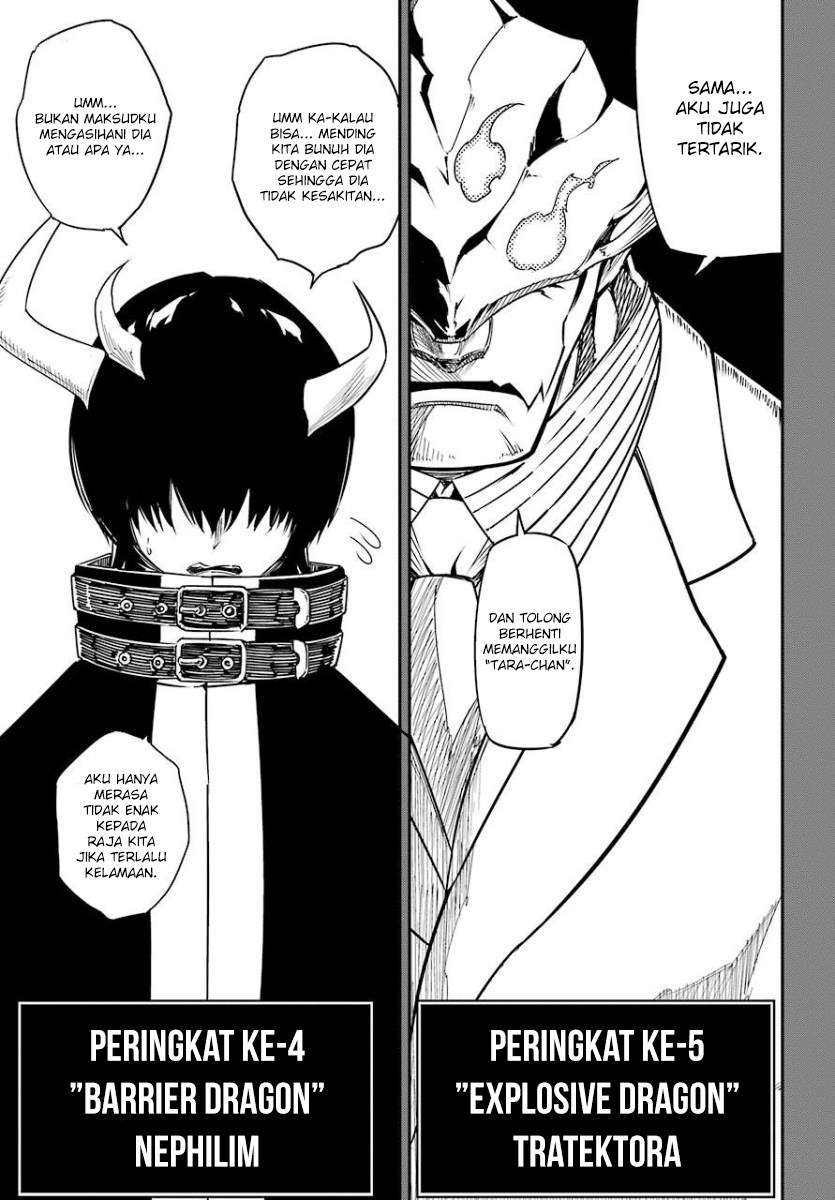 SAMA...
AKU JUGA
TIDAK
TERTARIK.
DAN TOLONG
BERHENTI
MEMANGGILKU
"TARA-CHAN".
PERINGKAT KE-5
"EXPLOSIVE DRAGON"
TRATEKTORA
UMM KA-KALAU
BISA... MENDING
KITA BUNUH DIA
DENGAN CEPAT
SEHINGGA DIA
TIDAK KESAKITAN...
UMM...
BUKAN MAKSUDKU
MENGASIHANI DIA
ATAU APA YA...
AKU HANYA
MERASA
TIDAK ENAK
KEPADA
RAJA KITA
JIKA TERLALU
KELAMAAN.
PERINGKAT KE-4
"BARRIER DRAGON"
NEPHILIM